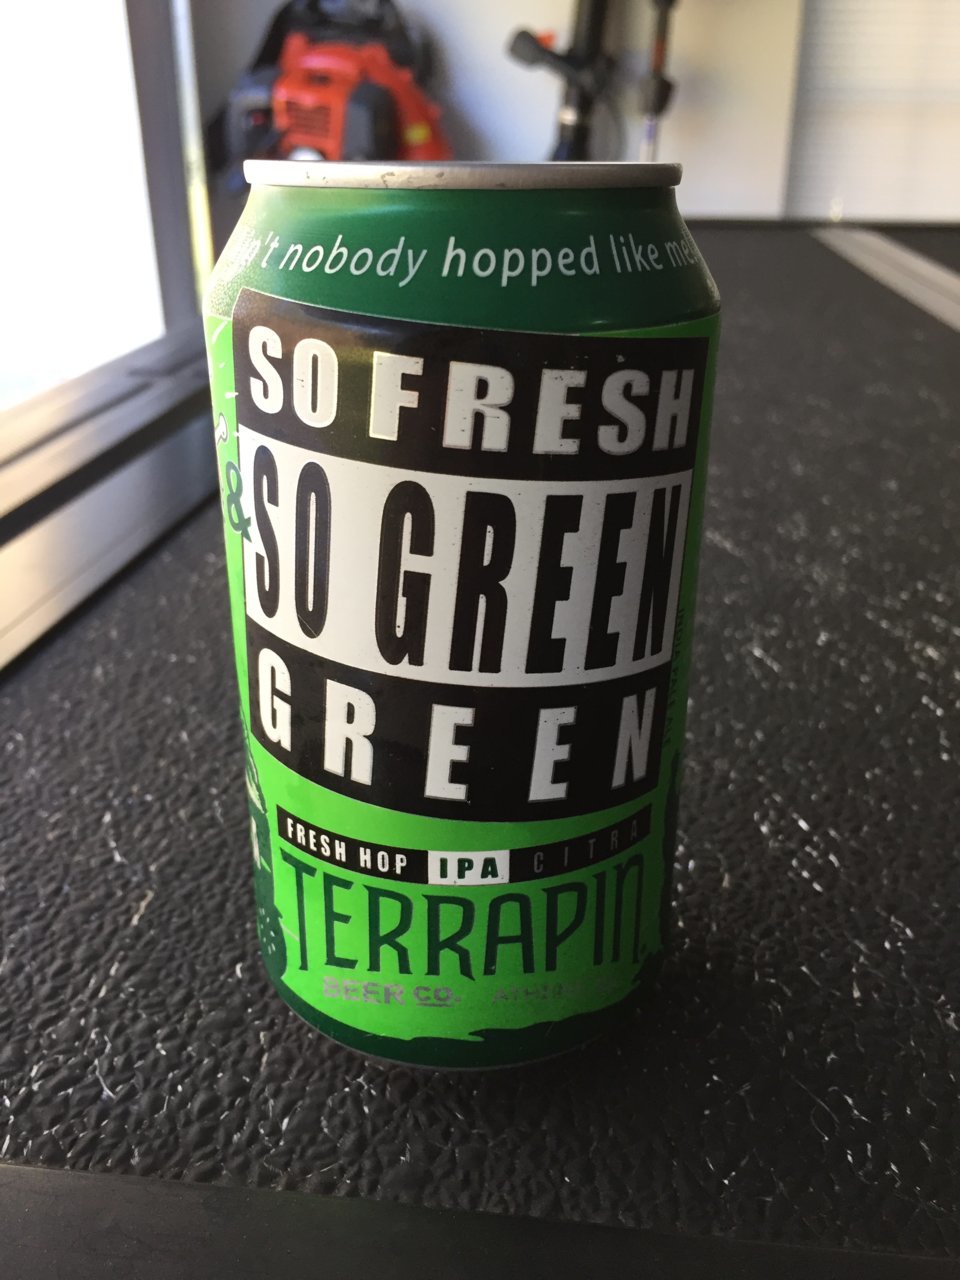 n't nobody hopped like me!
SO FRESH
&
SO GREEN
GREEN
FRESH HOP IPA CITRA
TERRAPIN
BEER CO.